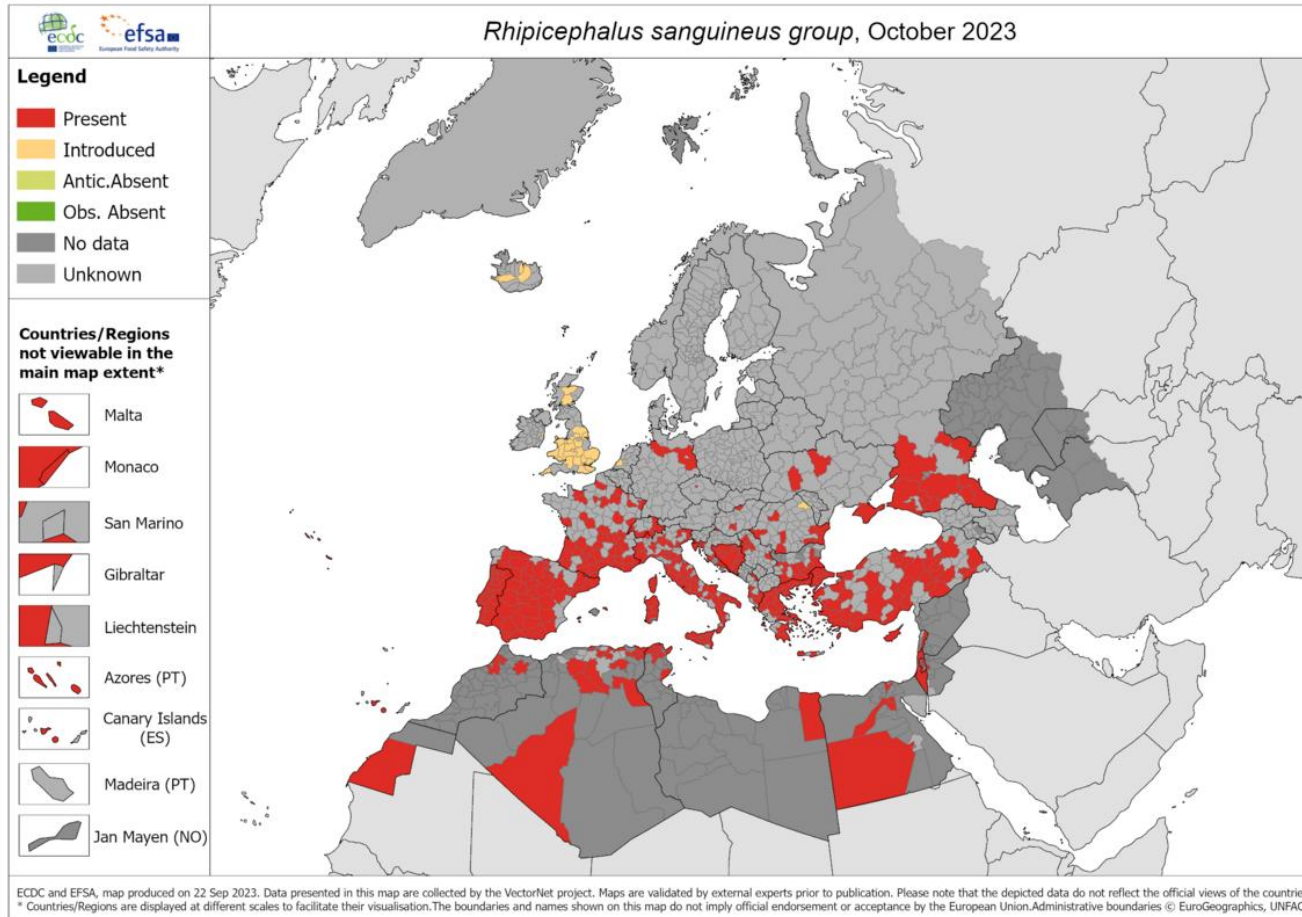 ecdc
efsa
European Food Safety Authority
Rhipicephalus sanguineus group, October 2023
Legend
Present
Introduced
Antic.Absent
Obs. Absent
No data
Unknown
Countries/Regions
not viewable in the
main map extent*
Malta
Monaco
San Marino
Gibraltar
Liechtenstein
Azores (PT)
Canary Islands
(ES)
Madeira (PT)
Jan Mayen (NO)
ECDC and EFSA, map produced on 22 Sep 2023. Data presented in this map are collected by the VectorNet project. Maps are validated by external experts prior to publication. Please note that the depicted data do not reflect the official views of the countrie
* Countries/Regions are displayed at different scales to facilitate their visualisation.The boundaries and names shown on this map do not imply official endorsement or acceptance by the European Union.Administrative boundaries © EuroGeographics, UNFAO